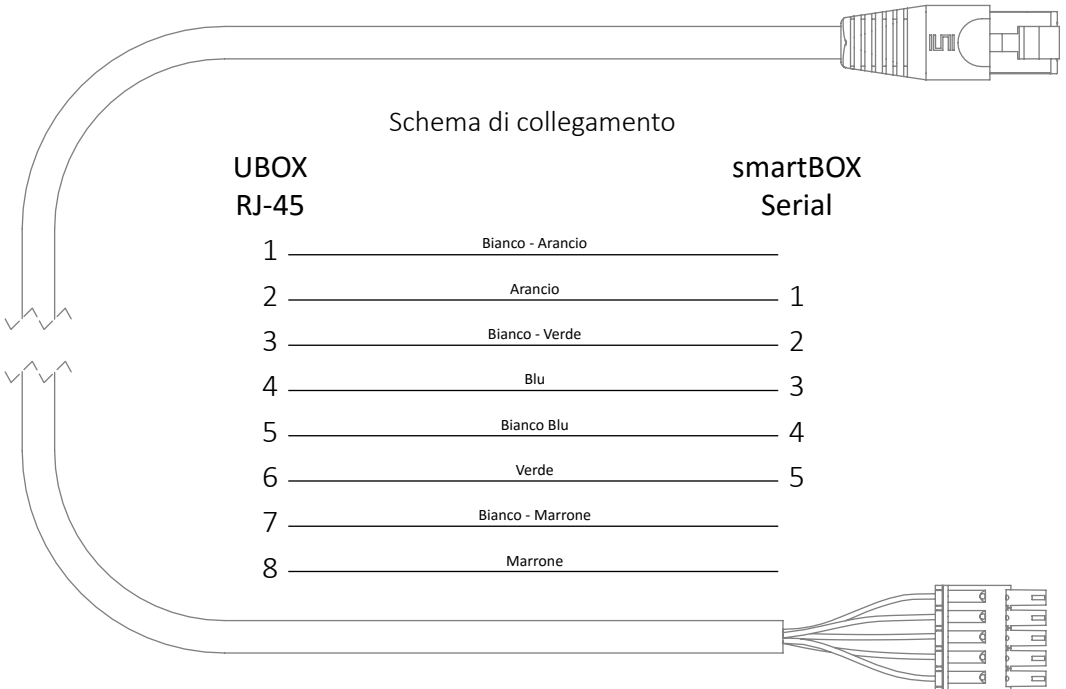 Schema di collegamento
UBOX smartBOX
RJ-45 Serial
1 Bianco - Arancio
2 Arancio 1
3 Bianco - Verde 2
4 Blu 3
5 Bianco Blu 4
6 Verde 5
7 Bianco - Marrone
8 Marrone